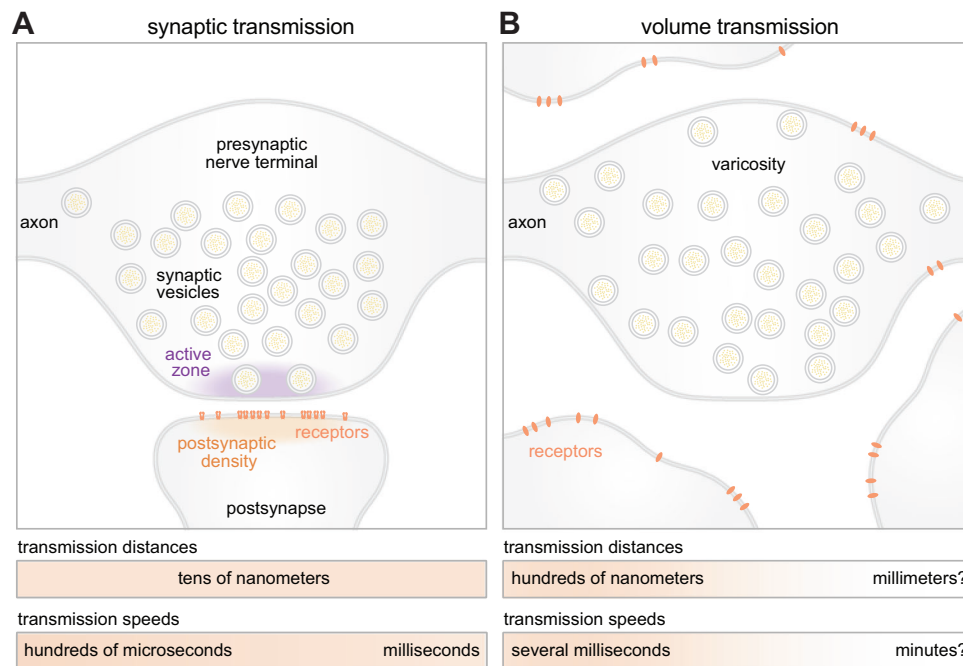 A
synaptic transmission
presynaptic
nerve terminal
axon
synaptic
vesicles
active
zone
receptors
postsynaptic
density
postsynapse
transmission distances
tens of nanometers
transmission speeds
hundreds of microseconds
milliseconds
B
volume transmission
varicosity
axon
receptors
transmission distances
hundreds of nanometers
millimeters?
transmission speeds
several milliseconds
minutes?